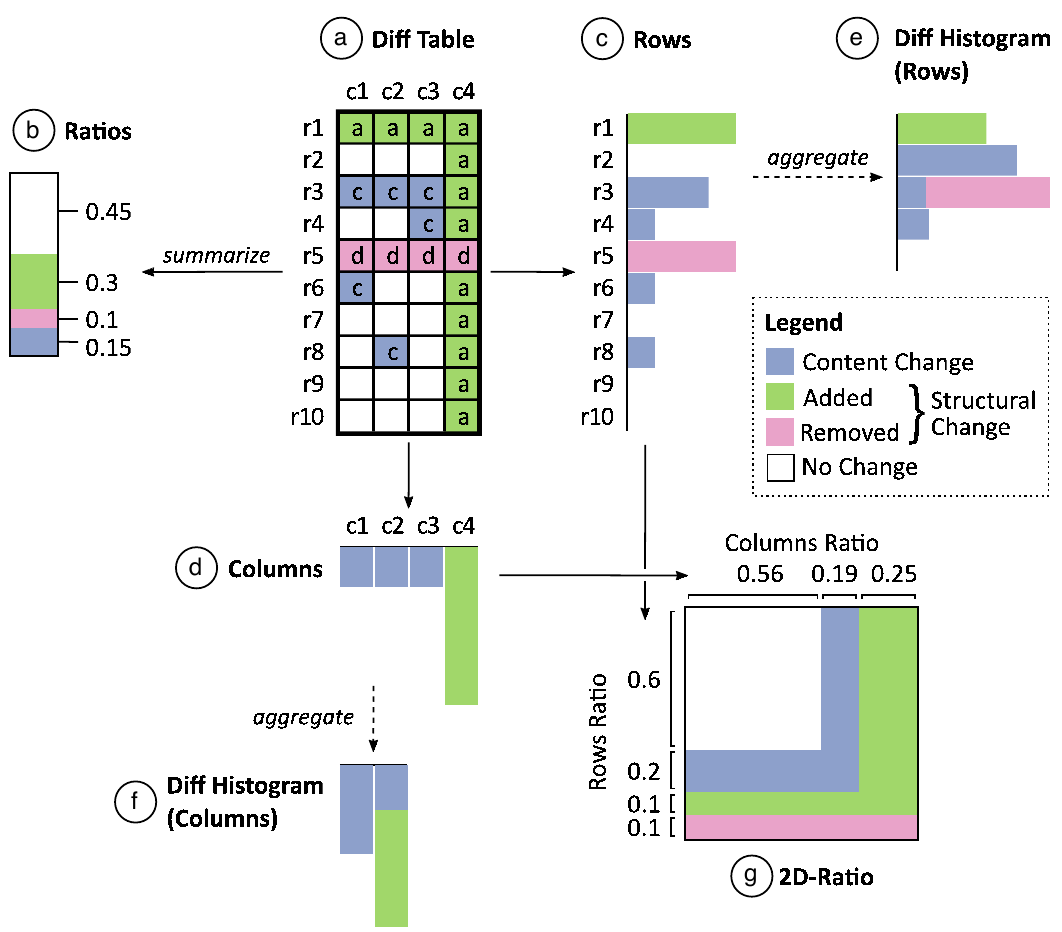 a Diff Table
c1 c2 c3 c4
r1 a a a a
r2 a
r3 c c c a
r4 c a
r5 d d d d
r6 c a
r7 a
r8 c a
r9 a
r10 a
b Ratios
0.45
0.3
0.1
0.15
summarize
c Rows
r1
r2
r3
r4
r5
r6
r7
r8
r9
r10
aggregate
e Diff Histogram
(Rows)
Legend
Content Change
Added
Removed
} Structural
Change
No Change
c1 c2 c3 c4
d Columns
aggregate
f Diff Histogram
(Columns)
Columns Ratio
0.56 0.19 0.25
Rows Ratio
0.6
0.2
0.1
0.1
g 2D-Ratio